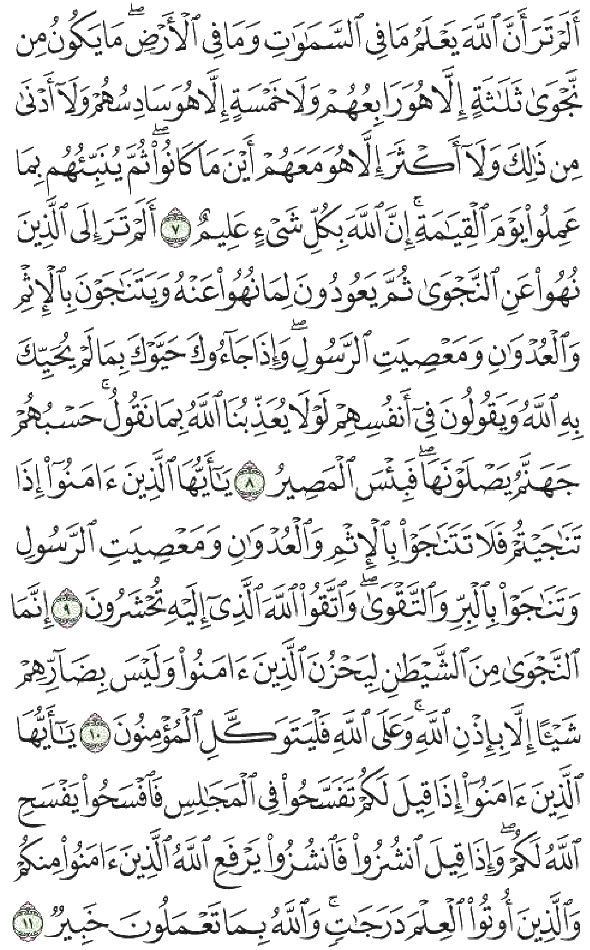 أَلَمْ تَرَ أَنَّ ٱللَّهَ يَعْلَمُ مَا فِى ٱلسَّمَـٰوَٰتِ وَمَا فِى ٱلْأَرْضِ ۖ مَا يَكُونُ مِن
نَّجْوَىٰ ثَلَـٰثَةٍ إِلَّا هُوَ رَابِعُهُمْ وَلَا خَمْسَةٍ إِلَّا هُوَ سَادِسُهُمْ وَلَآ أَدْنَىٰ
مِن ذَٰلِكَ وَلَآ أَكْثَرَ إِلَّا هُوَ مَعَهُمْ أَيْنَ مَا كَانُوا۟ ۖ ثُمَّ يُنَبِّئُهُم بِمَا
عَمِلُوا۟ يَوْمَ ٱلْقِيَـٰمَةِ ۚ إِنَّ ٱللَّهَ بِكُلِّ شَىْءٍ عَلِيمٌ ٧ أَلَمْ تَرَ إِلَى ٱلَّذِينَ
نُهُوا۟ عَنِ ٱلنَّجْوَىٰ ثُمَّ يَعُودُونَ لِمَا نُهُوا۟ عَنْهُ وَيَتَنَـٰجَوْنَ بِٱلْإِثْمِ
وَٱلْعُدْوَٰنِ وَمَعْصِيَتِ ٱلرَّسُولِ ۖ وَإِذَا جَآءُوكَ حَيَّوْكَ بِمَا لَمْ يُحَيِّكَ
بِهِ ٱللَّهُ وَيَقُولُونَ فِىٓ أَنفُسِهِمْ لَوْلَا يُعَذِّبُنَا ٱللَّهُ بِمَا نَقُولُ ۚ حَسْبُهُمْ
جَهَنَّمُ يَصْلَوْنَهَا ۖ فَبِئْسَ ٱلْمَصِيرُ ٨ يَـٰٓأَيُّهَا ٱلَّذِينَ ءَامَنُوٓا۟ إِذَا
تَنَـٰجَيْتُمْ فَلَا تَتَنَـٰجَوْا۟ بِٱلْإِثْمِ وَٱلْعُدْوَٰنِ وَمَعْصِيَتِ ٱلرَّسُولِ
وَتَنَـٰجَوْا۟ بِٱلْبِرِّ وَٱلتَّقْوَىٰ ۖ وَٱتَّقُوا۟ ٱللَّهَ ٱلَّذِىٓ إِلَيْهِ تُحْشَرُونَ ٩ إِنَّمَا
ٱلنَّجْوَىٰ مِنَ ٱلشَّيْطَـٰنِ لِيَحْزُنَ ٱلَّذِينَ ءَامَنُوا۟ وَلَيْسَ بِضَآرِّهِمْ
شَيْـًٔا إِلَّا بِإِذْنِ ٱللَّهِ ۚ وَعَلَى ٱللَّهِ فَلْيَتَوَكَّلِ ٱلْمُؤْمِنُونَ ١٠ يَـٰٓأَيُّهَا
ٱلَّذِينَ ءَامَنُوٓا۟ إِذَا قِيلَ لَكُمْ تَفَسَّحُوا۟ فِى ٱلْمَجَـٰلِسِ فَٱفْسَحُوا۟ يَفْسَحِ
ٱللَّهُ لَكُمْ ۖ وَإِذَا قِيلَ ٱنشُزُوا۟ فَٱنشُزُوا۟ يَرْفَعِ ٱللَّهُ ٱلَّذِينَ ءَامَنُوا۟ مِنكُمْ
وَٱلَّذِينَ أُوتُوا۟ ٱلْعِلْمَ دَرَجَـٰتٍ ۚ وَٱللَّهُ بِمَا تَعْمَلُونَ خَبِيرٌ ١١